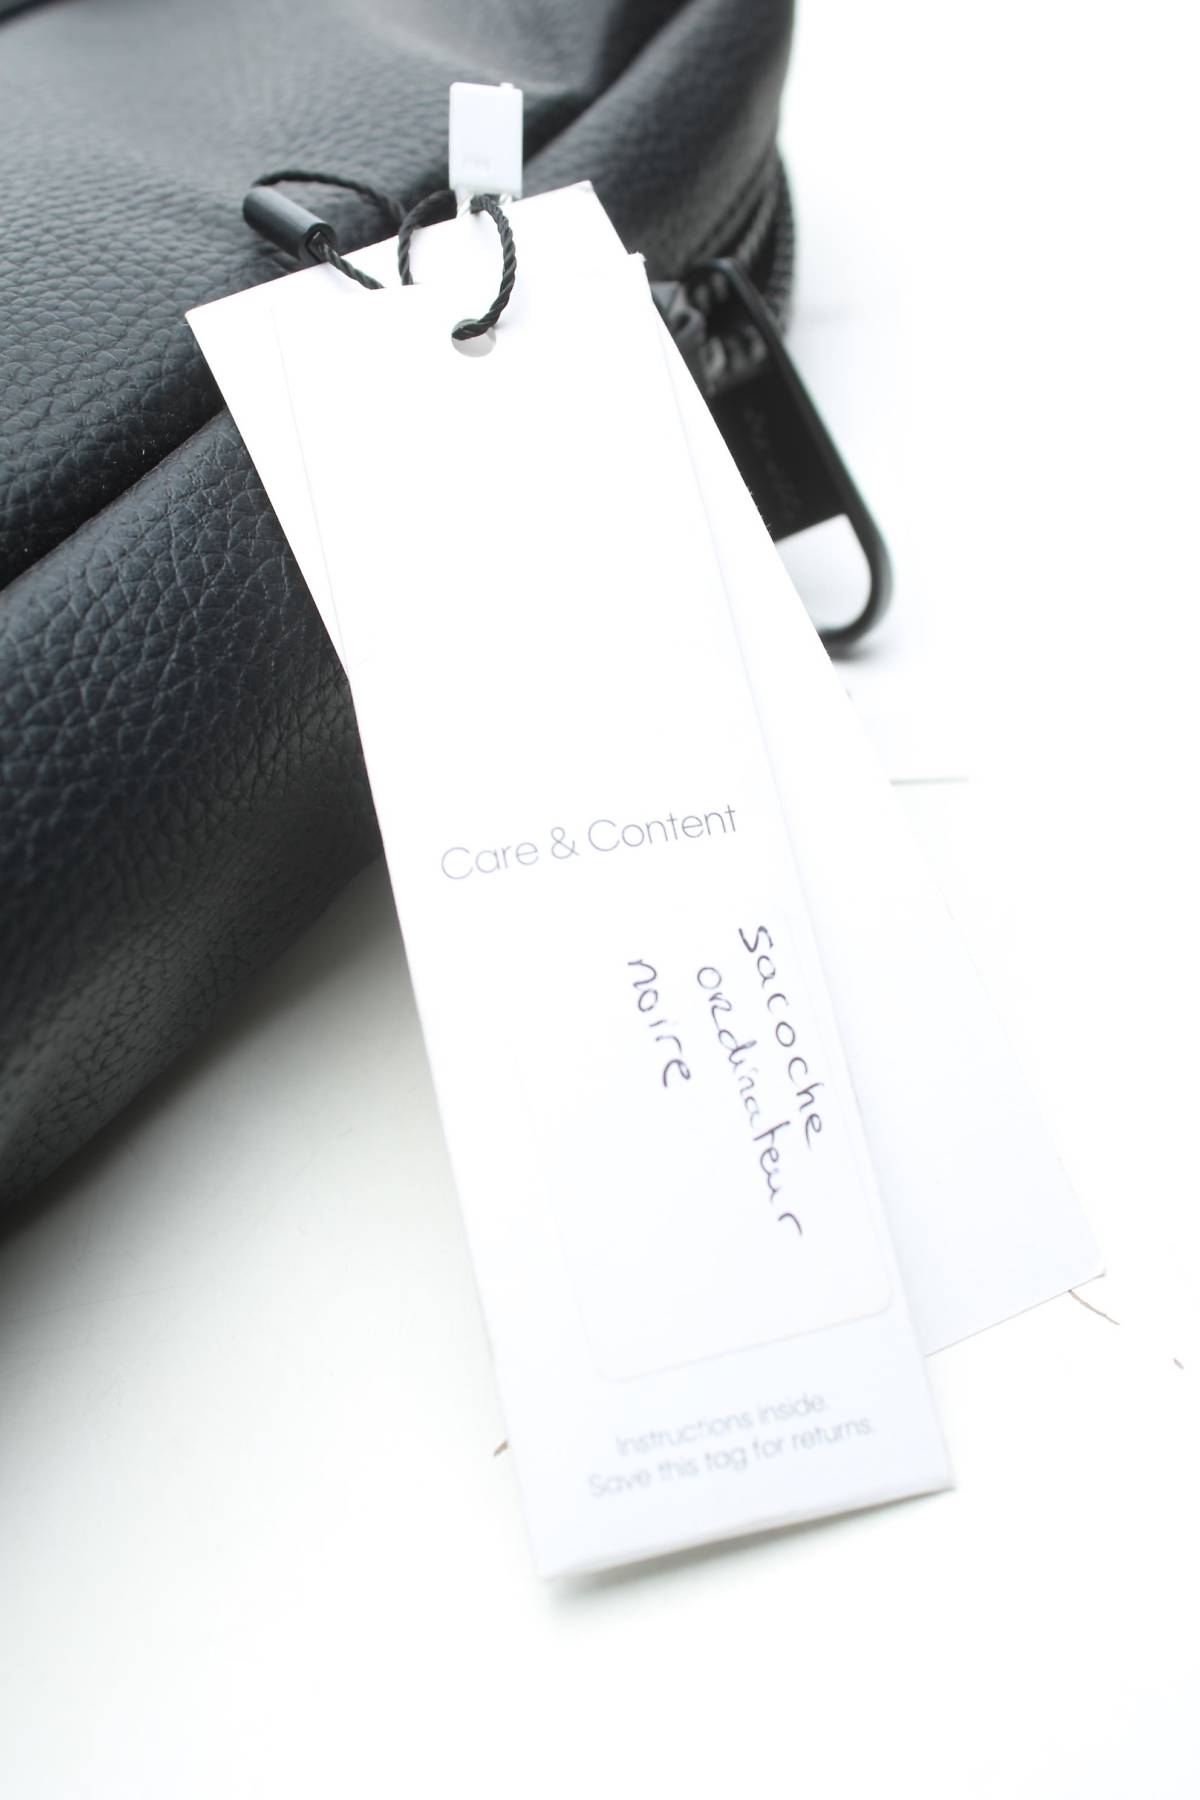 Care & Content
sacoche
ordinateur
noire
Instructions inside.
Save this tag for returns.